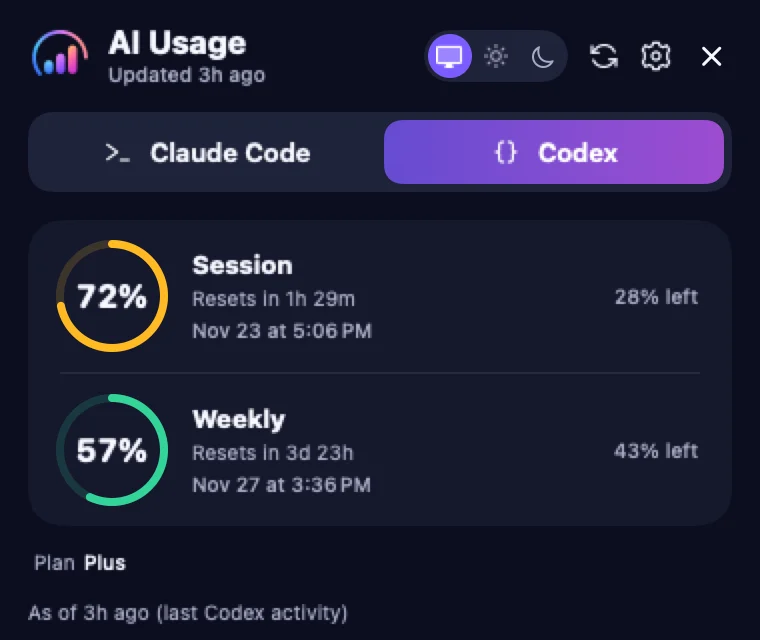 AI Usage
Updated 3h ago
>_ Claude Code
{} Codex
72%
Session
Resets in 1h 29m
Nov 23 at 5:06 PM
28% left
57%
Weekly
Resets in 3d 23h
Nov 27 at 3:36 PM
43% left
Plan Plus
As of 3h ago (last Codex activity)